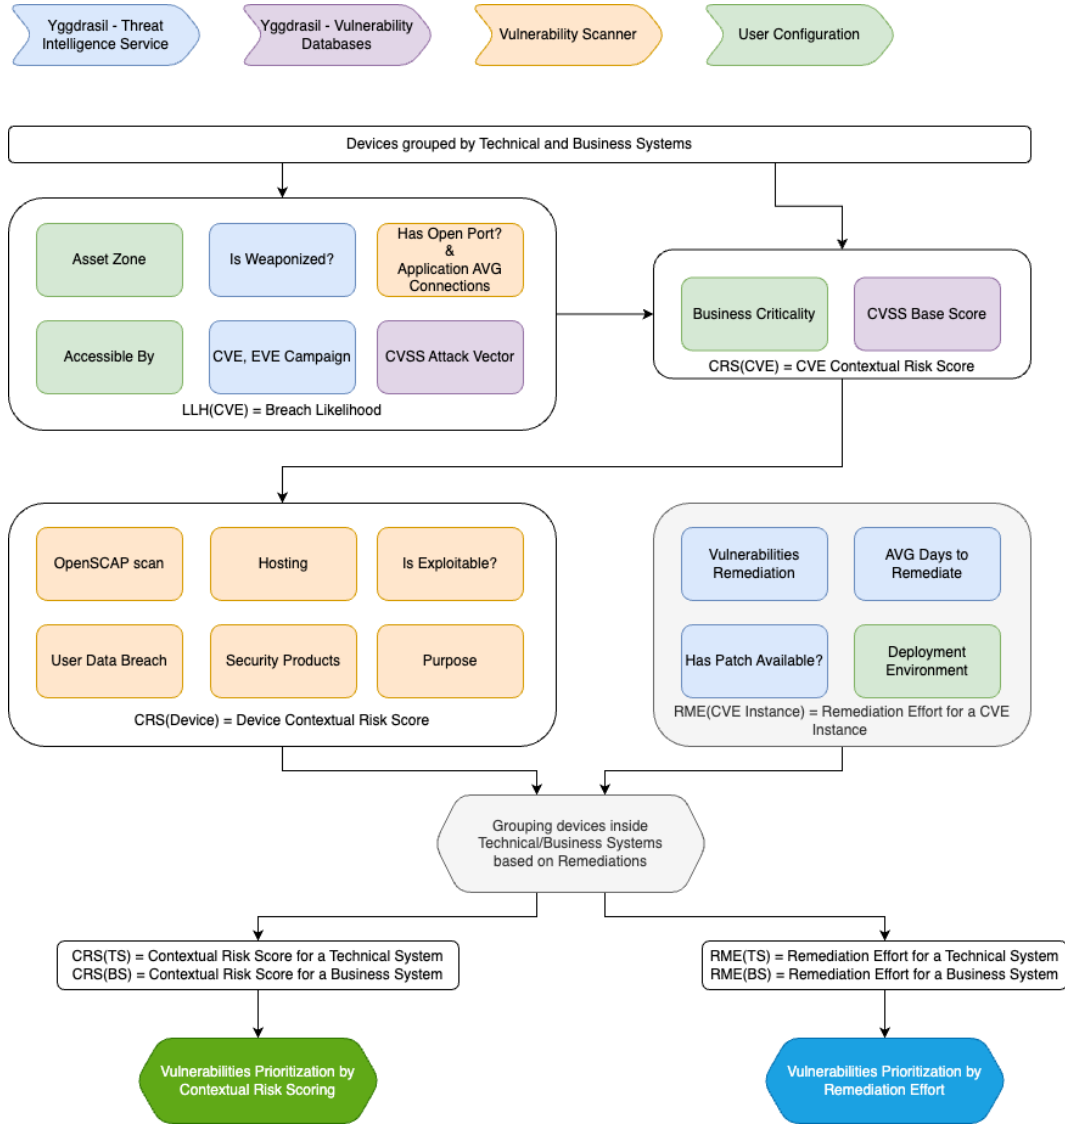 Yggdrasil - Threat
Intelligence Service
Yggdrasil - Vulnerability
Databases
Vulnerability Scanner
User Configuration
Devices grouped by Technical and Business Systems
Asset Zone
Is Weaponized?
Has Open Port?
&
Application AVG
Connections
Accessible By
CVE, EVE Campaign
CVSS Attack Vector
LLH(CVE) = Breach Likelihood
Business Criticality
CVSS Base Score
CRS(CVE) = CVE Contextual Risk Score
OpenSCAP scan
Hosting
Is Exploitable?
User Data Breach
Security Products
Purpose
CRS(Device) = Device Contextual Risk Score
Vulnerabilities
Remediation
AVG Days to
Remediate
Has Patch Available?
Deployment
Environment
RME(CVE Instance) = Remediation Effort for a CVE
Instance
Grouping devices inside
Technical/Business Systems
based on Remediations
CRS(TS) = Contextual Risk Score for a Technical System
CRS(BS) = Contextual Risk Score for a Business System
RME(TS) = Remediation Effort for a Technical System
RME(BS) = Remediation Effort for a Business System
Vulnerabilities Prioritization by
Contextual Risk Scoring
Vulnerabilities Prioritization by
Remediation Effort